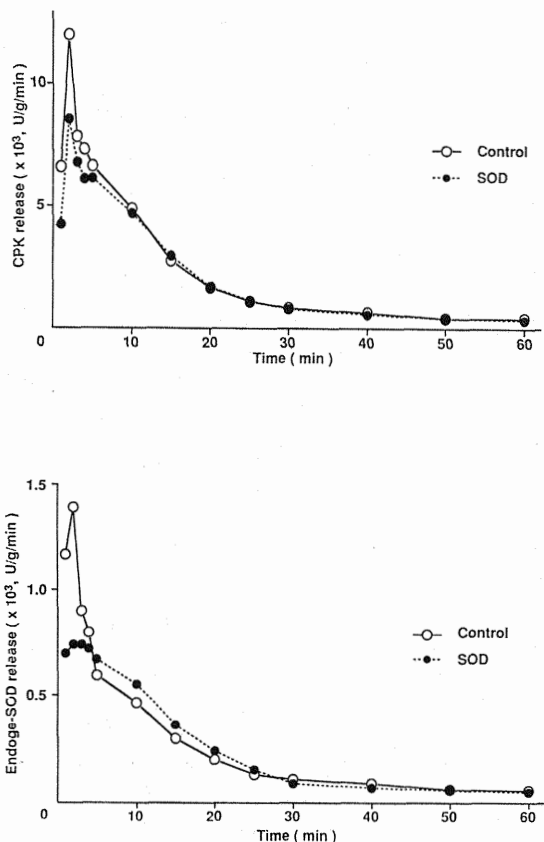 CPK release ( x 10³, U/g/min)
10
5
0
Control
SOD
10 20 30 40 50 60
Time ( min )
Endoge-SOD release ( x 10³, U/g/min)
1.5
1.0
0.5
0
Control
SOD
10 20 30 40 50 60
Time ( min )